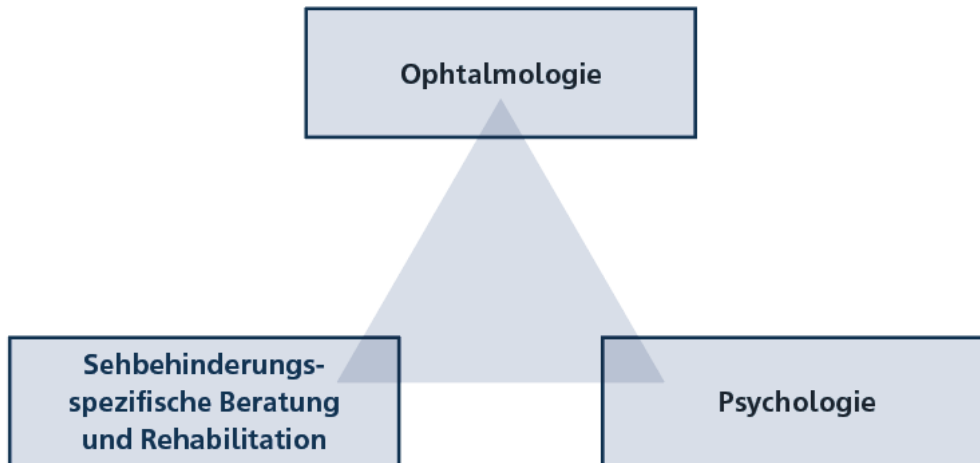 Ophtalmologie
Sehbehinderungs-
spezifische Beratung
und Rehabilitation
Psychologie